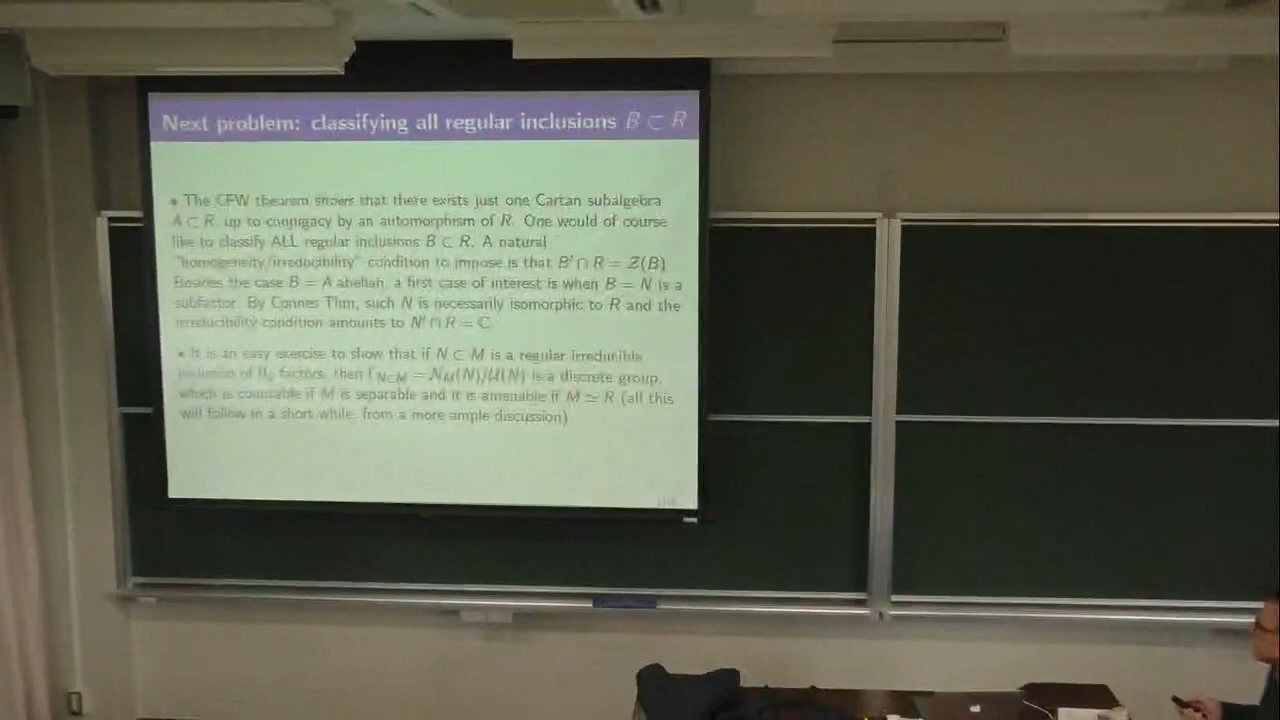 Next problem: classifying all regular inclusions B ⊂ R
• The CFW theorem shows that there exists just one Cartan subalgebra
A ⊂ R, up to conjugacy by an automorphism of R. One would of course
like to classify ALL regular inclusions B ⊂ R. A natural
"homogeneity/irreducibility" condition to impose is that B′ ∩ R = Z(B)
Besides the case B = A abelian, a first case of interest is when B = N is a
subfactor. By Connes Thm, such N is necessarily isomorphic to R and the
irreducibility condition amounts to N′ ∩ R = ℂ
• It is an easy exercise to show that if N ⊂ M is a regular irreducible
inclusion of II₁ factors, then Γ_{N⊂M} = N_M(N)/U(N) is a discrete group,
which is countable if M is separable and it is amenable if M ≃ R (all this
will follow in a short while, from a more ample discussion)